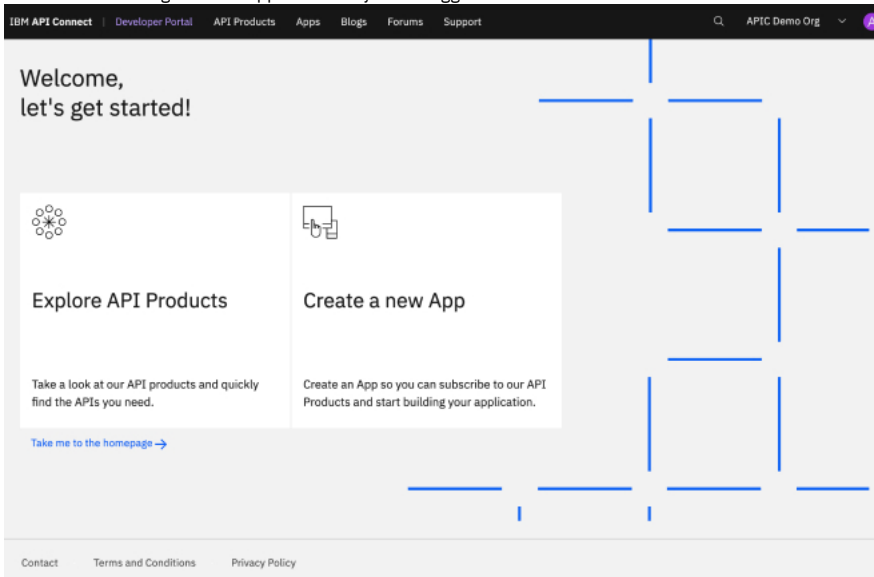 IBM API Connect | Developer Portal API Products Apps Blogs Forums Support APIC Demo Org A
Welcome,
let's get started!
Explore API Products
Create a new App
Take a look at our API products and quickly
find the APIs you need.
Create an App so you can subscribe to our API
Products and start building your application.
Take me to the homepage →
Contact Terms and Conditions Privacy Policy